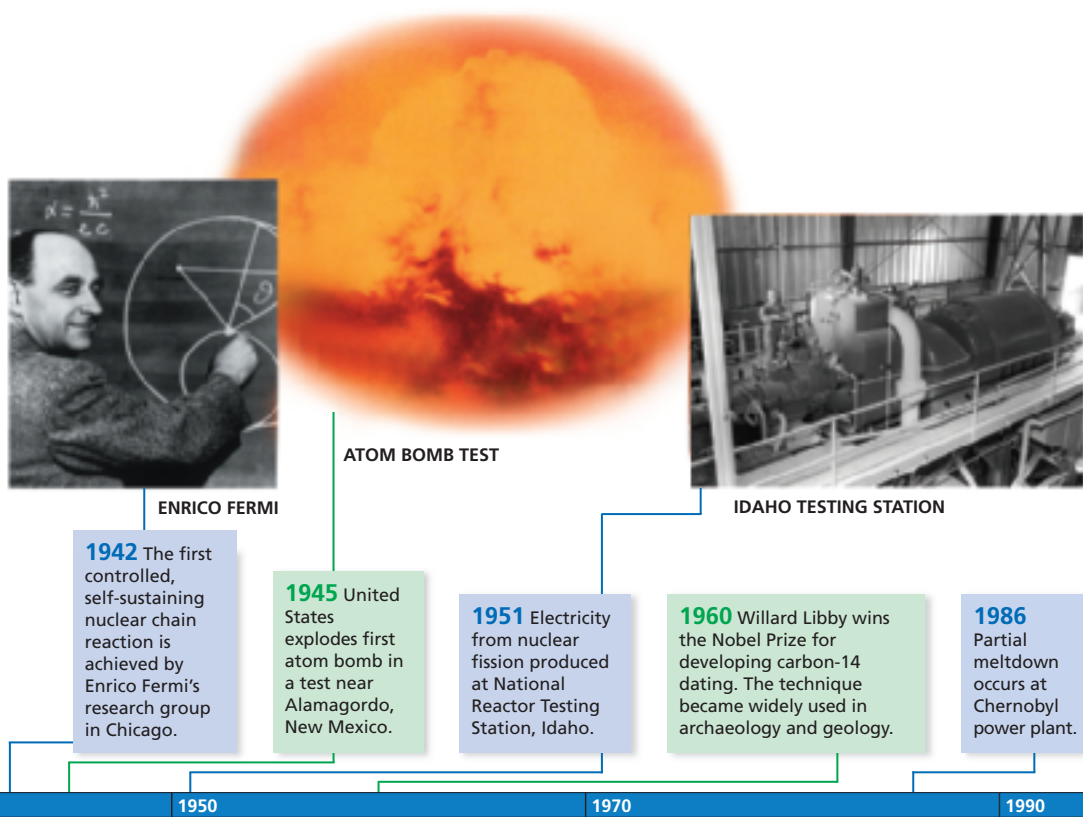 α = ħ²
ec
θ
ATOM BOMB TEST
ENRICO FERMI
IDAHO TESTING STATION
1942 The first
controlled,
self-sustaining
nuclear chain
reaction is
achieved by
Enrico Fermi's
research group
in Chicago.
1945 United
States
explodes first
atom bomb in
a test near
Alamagordo,
New Mexico.
1951 Electricity
from nuclear
fission produced
at National
Reactor Testing
Station, Idaho.
1960 Willard Libby wins
the Nobel Prize for
developing carbon-14
dating. The technique
became widely used in
archaeology and geology.
1986
Partial
meltdown
occurs at
Chernobyl
power plant.
1950
1970
1990